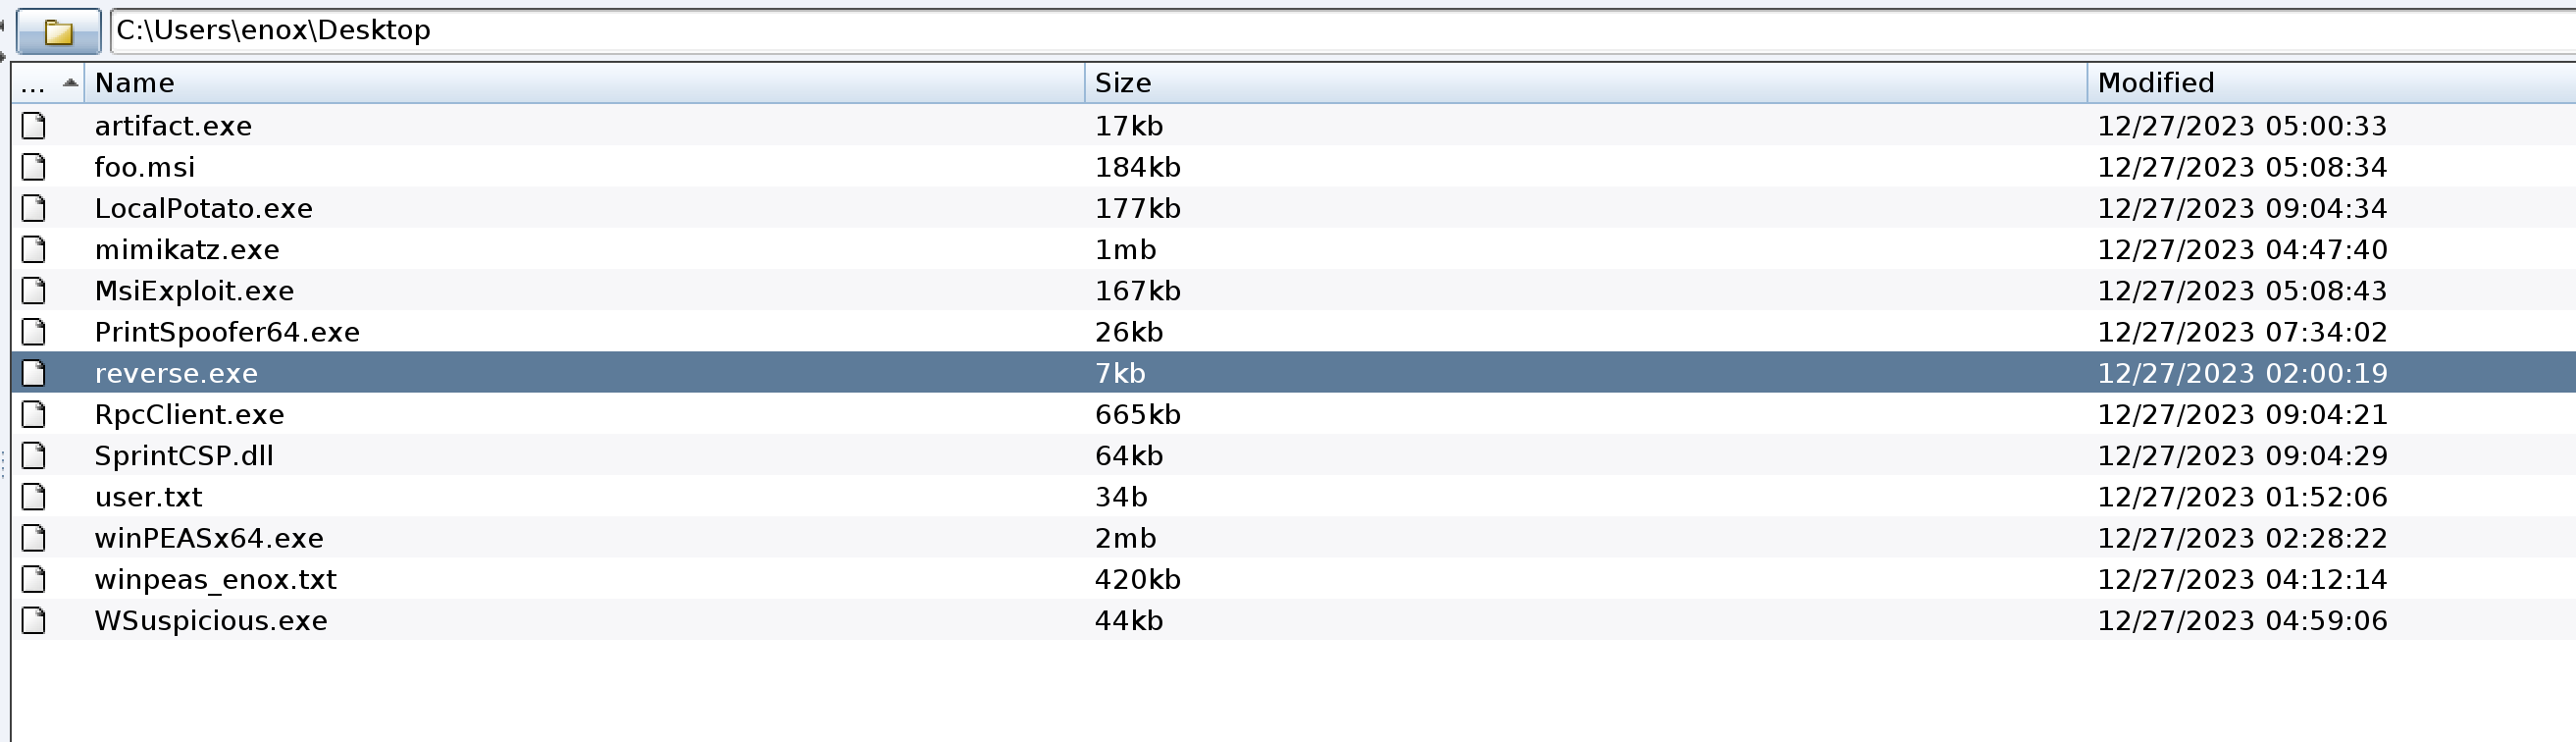 C:\Users\enox\Desktop
... Name Size Modified
artifact.exe 17kb 12/27/2023 05:00:33
foo.msi 184kb 12/27/2023 05:08:34
LocalPotato.exe 177kb 12/27/2023 09:04:34
mimikatz.exe 1mb 12/27/2023 04:47:40
MsiExploit.exe 167kb 12/27/2023 05:08:43
PrintSpoofer64.exe 26kb 12/27/2023 07:34:02
reverse.exe 7kb 12/27/2023 02:00:19
RpcClient.exe 665kb 12/27/2023 09:04:21
SprintCSP.dll 64kb 12/27/2023 09:04:29
user.txt 34b 12/27/2023 01:52:06
winPEASx64.exe 2mb 12/27/2023 02:28:22
winpeas_enox.txt 420kb 12/27/2023 04:12:14
WSuspicious.exe 44kb 12/27/2023 04:59:06